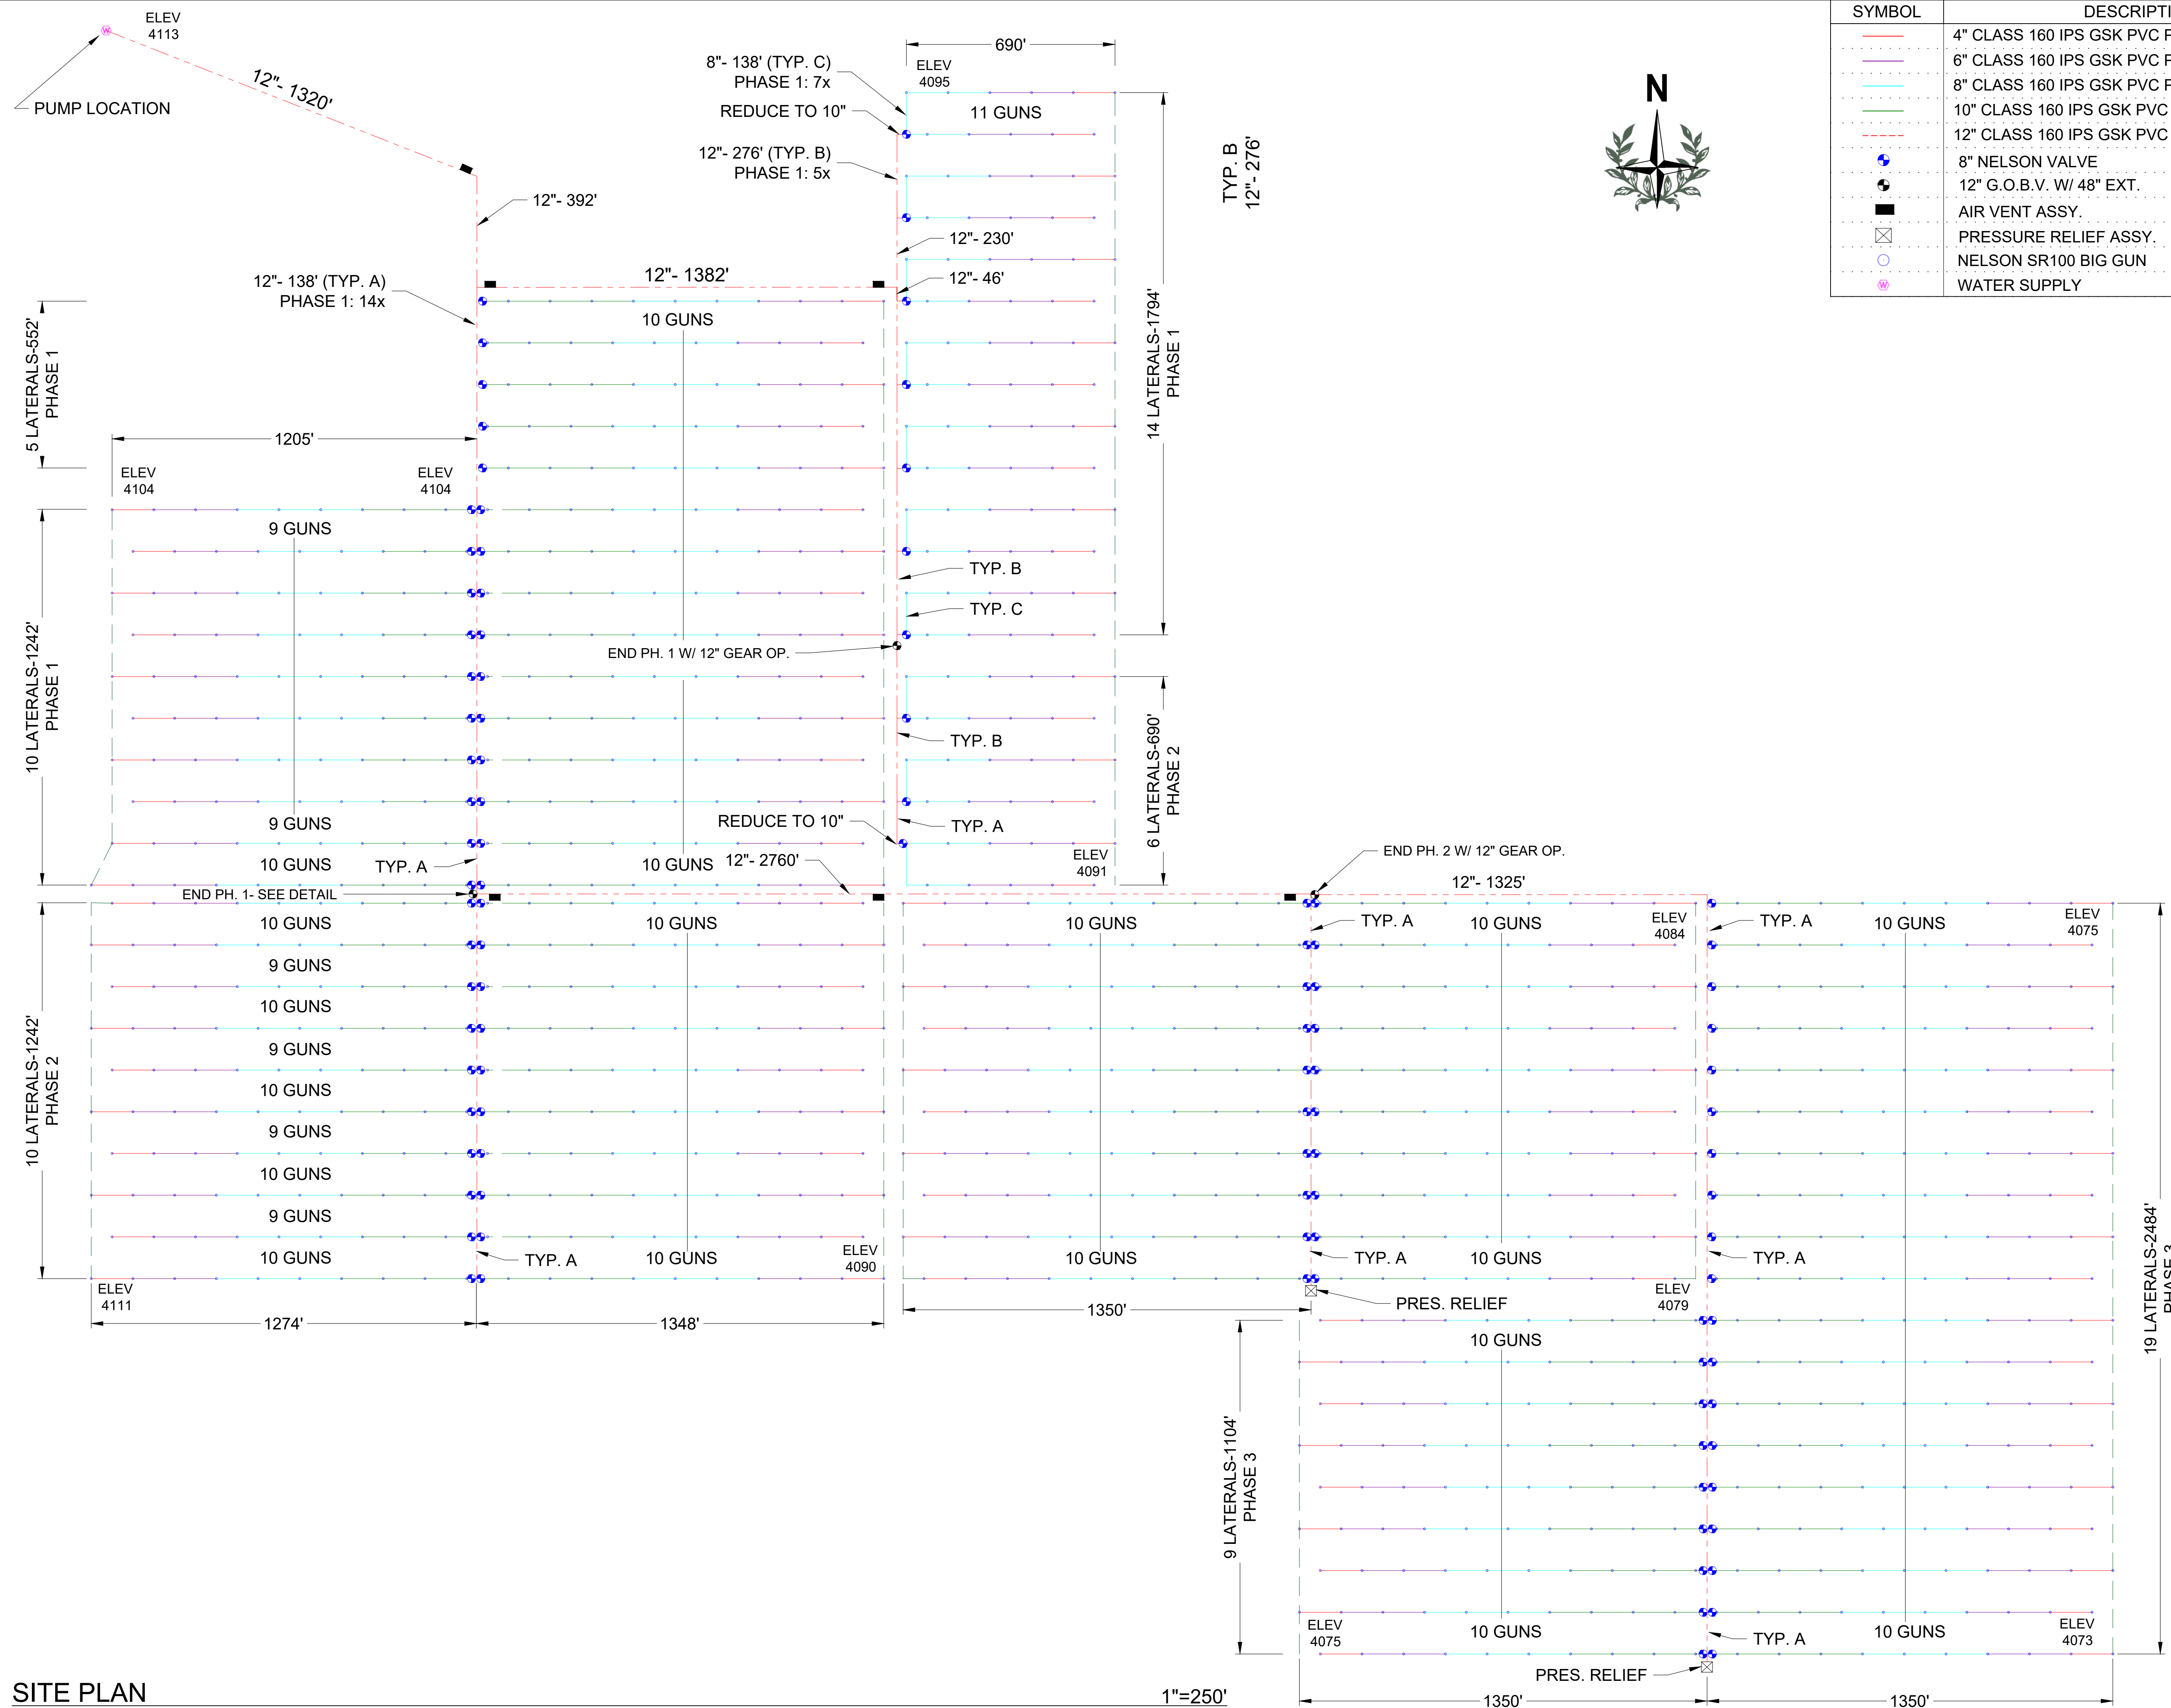 ELEV
4113
PUMP LOCATION
12"- 1320'
12"- 392'
12"- 138' (TYP. A)
PHASE 1: 14x
12"- 1382'
8"- 138' (TYP. C)
PHASE 1: 7x
REDUCE TO 10"
12"- 276' (TYP. B)
PHASE 1: 5x
690'
ELEV
4095
11 GUNS
12"- 230'
12"- 46'
TYP. B
12"- 276'
N
SYMBOL
4" CLASS 160 IPS GSK PVC
6" CLASS 160 IPS GSK PVC
8" CLASS 160 IPS GSK PVC
10" CLASS 160 IPS GSK PVC
12" CLASS 160 IPS GSK PVC
8" NELSON VALVE
12" G.O.B.V. W/ 48" EXT.
AIR VENT ASSY.
PRESSURE RELIEF ASSY.
NELSON SR100 BIG GUN
WATER SUPPLY
5 LATERALS-552'
PHASE 1
10 GUNS
14 LATERALS-1794'
PHASE 1
1205'
ELEV
4104
ELEV
4104
9 GUNS
10 LATERALS-1242'
PHASE 1
TYP. B
TYP. C
END PH. 1 W/ 12" GEAR OP.
TYP. B
6 LATERALS-690'
PHASE 2
9 GUNS
REDUCE TO 10"
TYP. A
10 GUNS
TYP. A
10 GUNS
12"- 2760'
ELEV
4091
END PH. 2 W/ 12" GEAR OP.
12"- 1325'
END PH. 1- SEE DETAIL
10 GUNS
10 GUNS
10 GUNS
TYP. A
10 GUNS
ELEV
4084
TYP. A
10 GUNS
ELEV
4075
9 GUNS
10 GUNS
9 GUNS
10 GUNS
9 GUNS
10 GUNS
9 GUNS
10 GUNS
10 LATERALS-1242'
PHASE 2
TYP. A
10 GUNS
ELEV
4090
10 GUNS
TYP. A
10 GUNS
TYP. A
ELEV
4111
ELEV
4079
PRES. RELIEF
1274'
1348'
1350'
10 GUNS
19 LATERALS-2484'
PHASE 3
9 LATERALS-1104'
PHASE 3
ELEV
4075
10 GUNS
TYP. A
10 GUNS
ELEV
4073
PRES. RELIEF
1350'
1350'
SITE PLAN
1"=250'